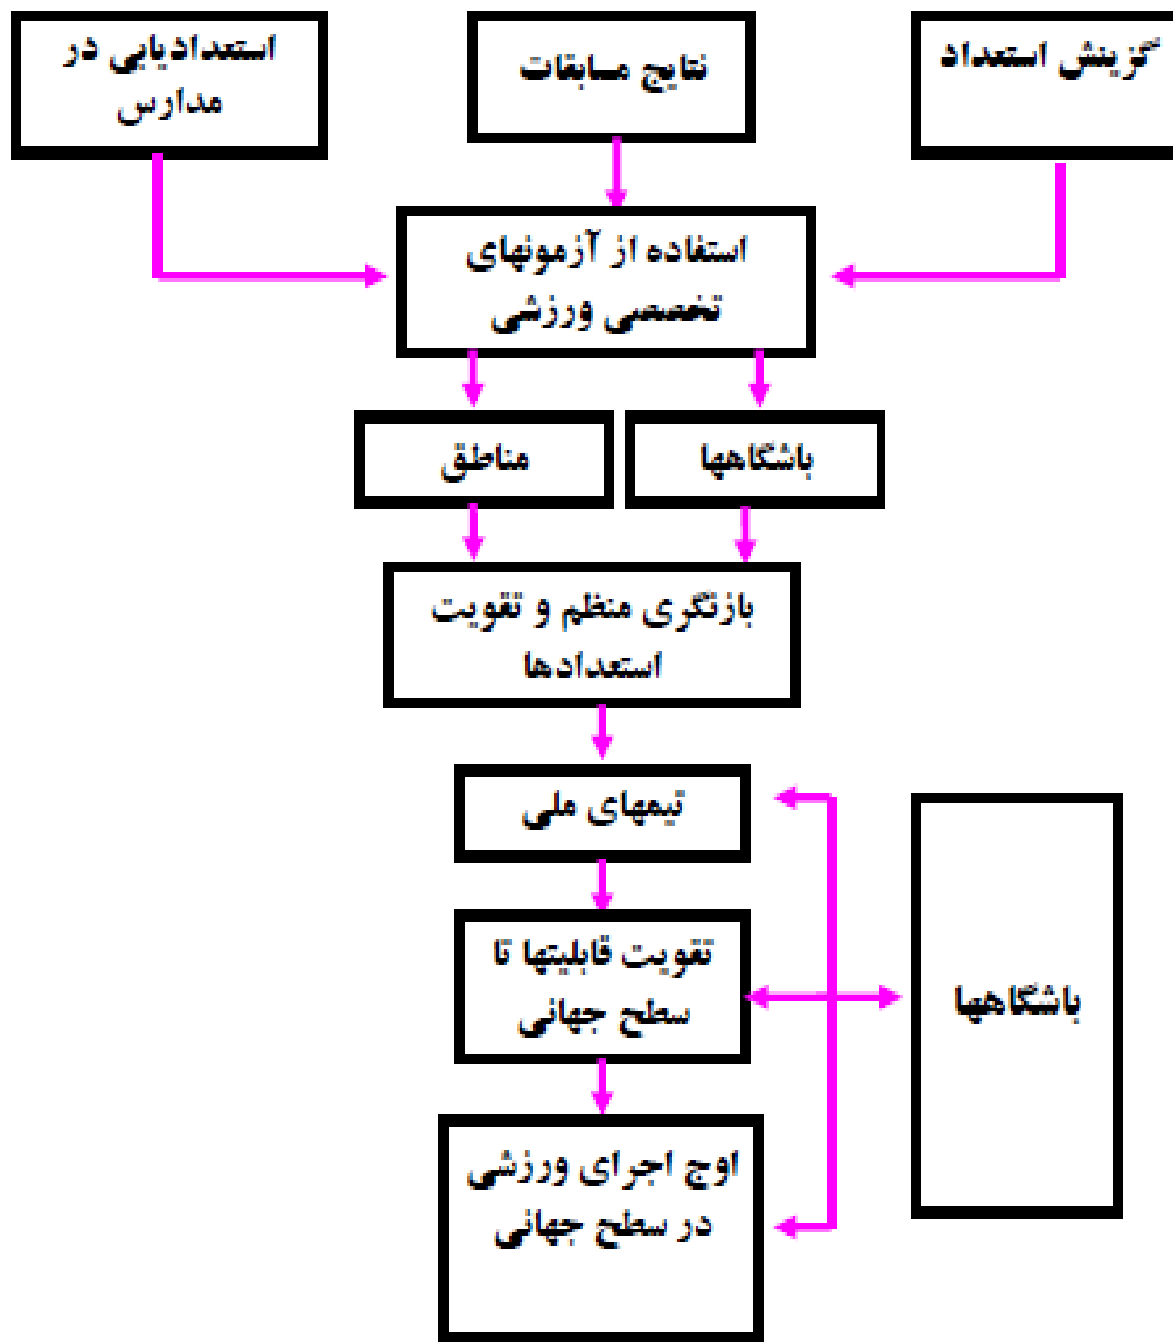 گزینش استعداد
نتایج مسابقات
استعدادیابی در
مدارس
استفاده از آزمونهای
تخصصی ورزشی
باشگاهها
مناطق
بازنگری منظم و تقویت
استعدادها
تیمهای ملی
تقویت قابلیتها تا
سطح جهانی
باشگاهها
اوج اجرای ورزشی
در سطح جهانی